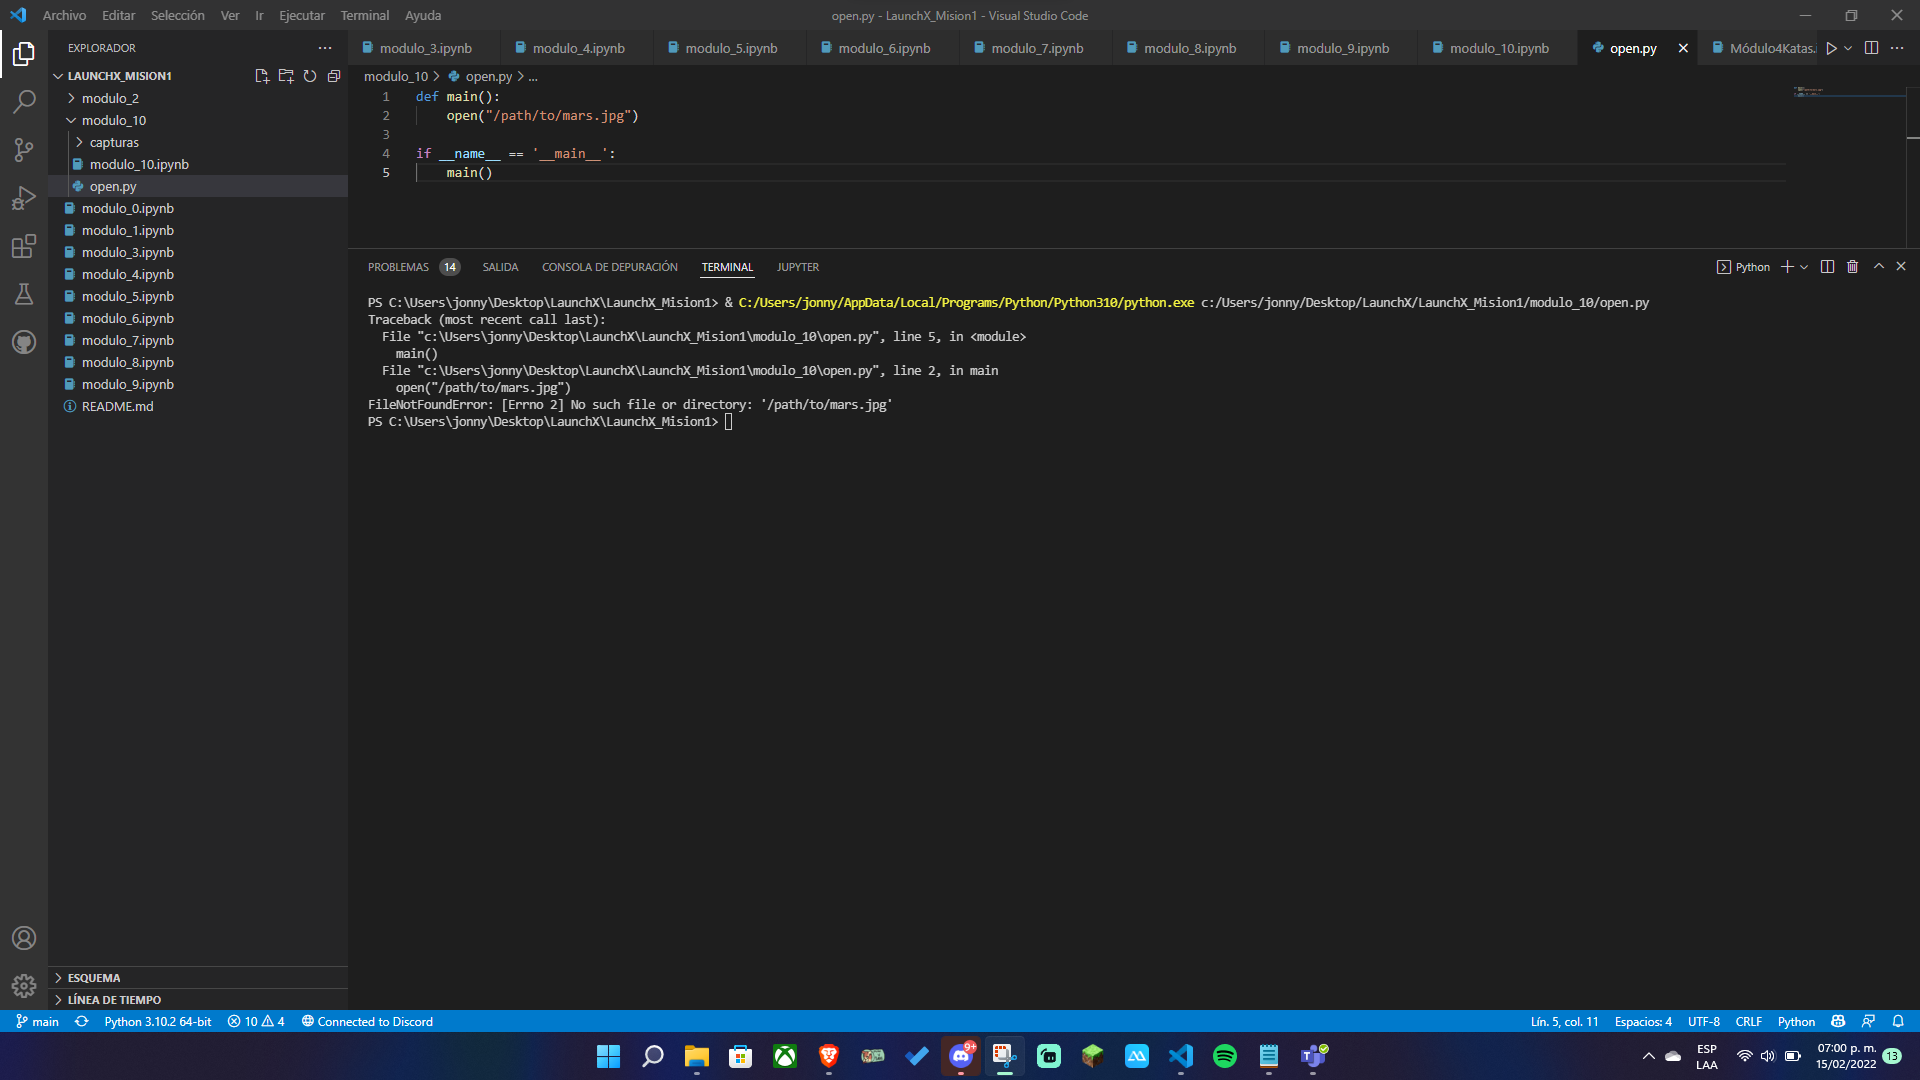 Archivo Editar Selección Ver Ir Ejecutar Terminal Ayuda
open.py - LaunchX_Mision1 - Visual Studio Code
EXPLORADOR
LAUNCHX_MISION1
modulo_2
modulo_10
capturas
modulo_10.ipynb
open.py
modulo_0.ipynb
modulo_1.ipynb
modulo_3.ipynb
modulo_4.ipynb
modulo_5.ipynb
modulo_6.ipynb
modulo_7.ipynb
modulo_8.ipynb
modulo_9.ipynb
README.md
ESQUEMA
LÍNEA DE TIEMPO
modulo_3.ipynb modulo_4.ipynb modulo_5.ipynb modulo_6.ipynb modulo_7.ipynb modulo_8.ipynb modulo_9.ipynb modulo_10.ipynb open.py Módulo4Katas.i
modulo_10 > open.py > ...
1 def main():
2 open("/path/to/mars.jpg")
3
4 if __name__ == '__main__':
5 main()
PROBLEMAS 14 SALIDA CONSOLA DE DEPURACIÓN TERMINAL JUPYTER
Python
PS C:\Users\jonny\Desktop\LaunchX\LaunchX_Mision1> & C:/Users/jonny/AppData/Local/Programs/Python/Python310/python.exe c:/Users/jonny/Desktop/LaunchX/LaunchX_Mision1/modulo_10/open.py
Traceback (most recent call last):
File "c:\Users\jonny\Desktop\LaunchX\LaunchX_Mision1\modulo_10\open.py", line 5, in <module>
main()
File "c:\Users\jonny\Desktop\LaunchX\LaunchX_Mision1\modulo_10\open.py", line 2, in main
open("/path/to/mars.jpg")
FileNotFoundError: [Errno 2] No such file or directory: '/path/to/mars.jpg'
PS C:\Users\jonny\Desktop\LaunchX\LaunchX_Mision1>
main Python 3.10.2 64-bit 10 4 Connected to Discord
Lín. 5, col. 11 Espacios: 4 UTF-8 CRLF Python
9+
ESP
LAA
07:00 p. m.
15/02/2022
13